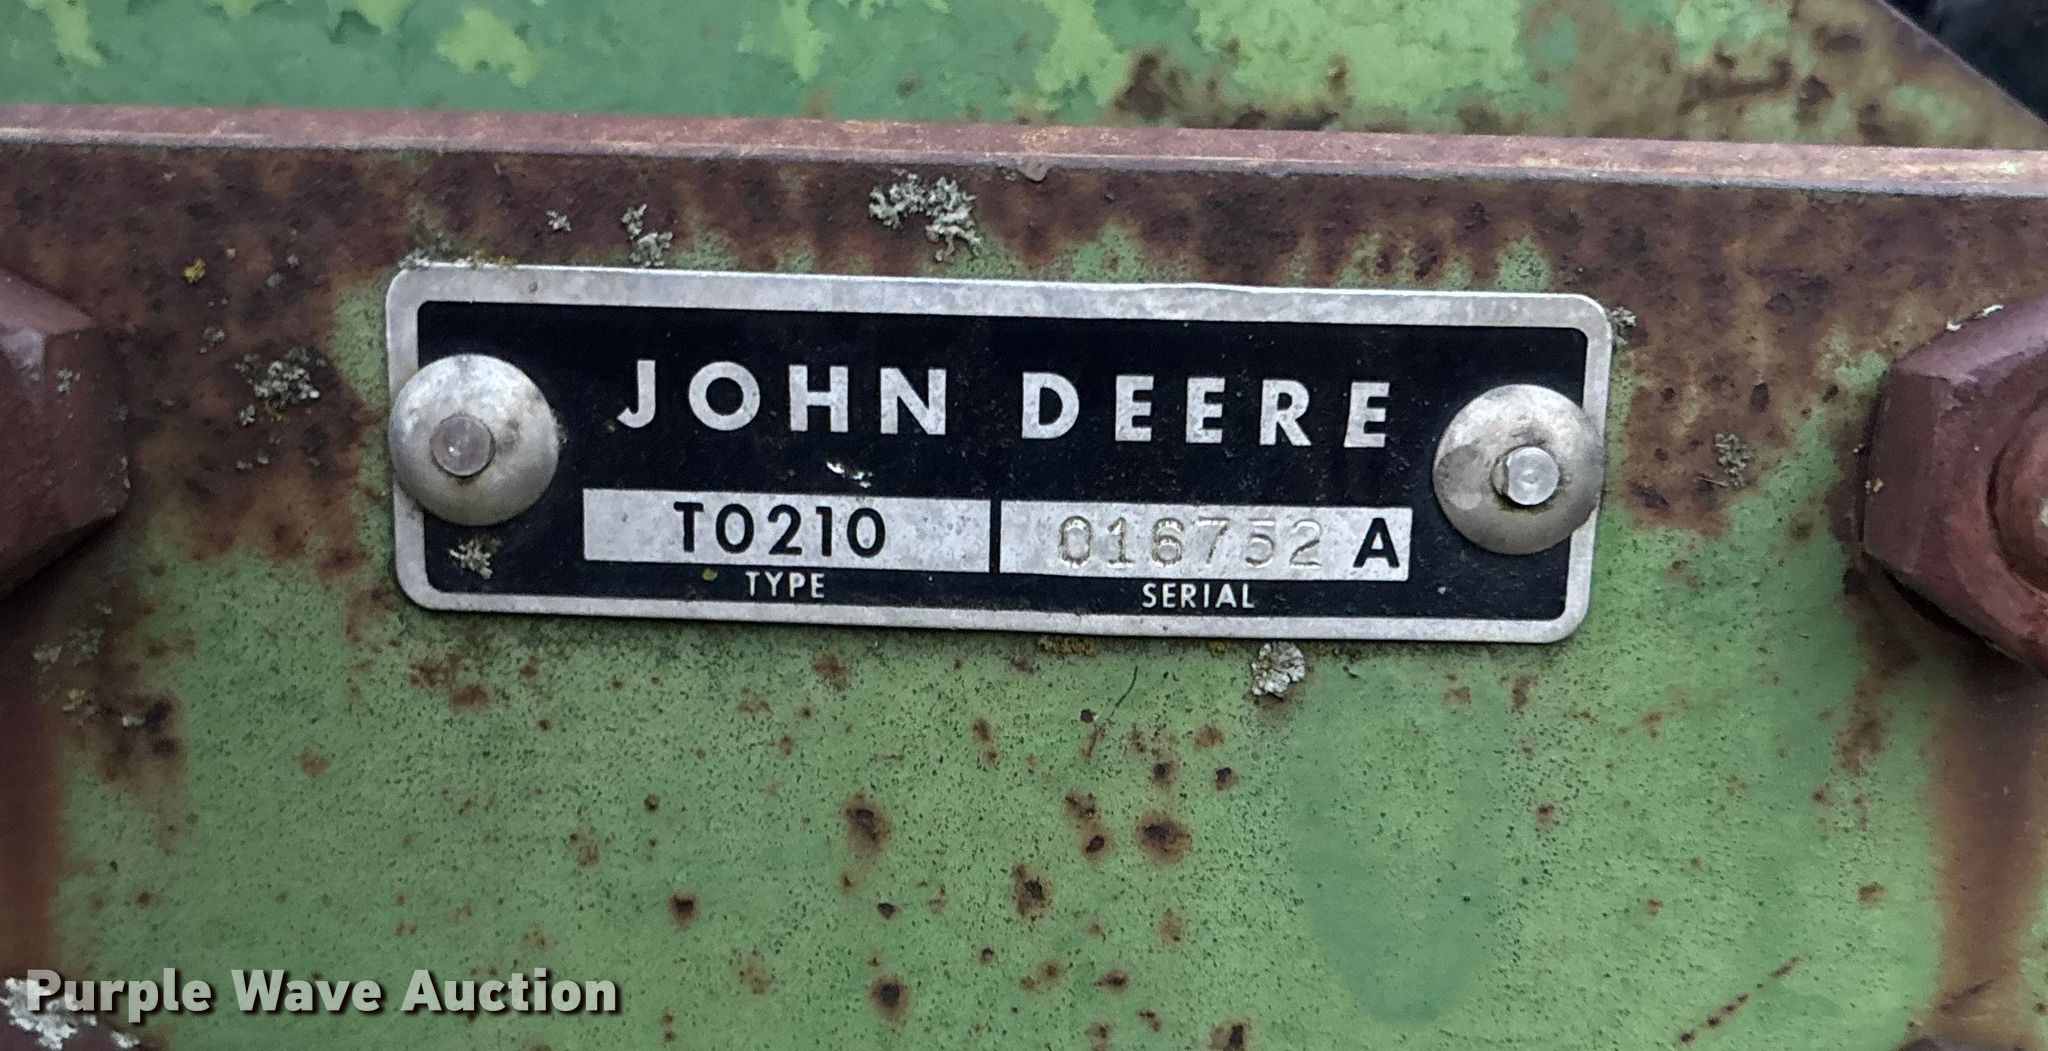 JOHN DEERE
T0210 016752 A
TYPE SERIAL
Purple Wave Auction